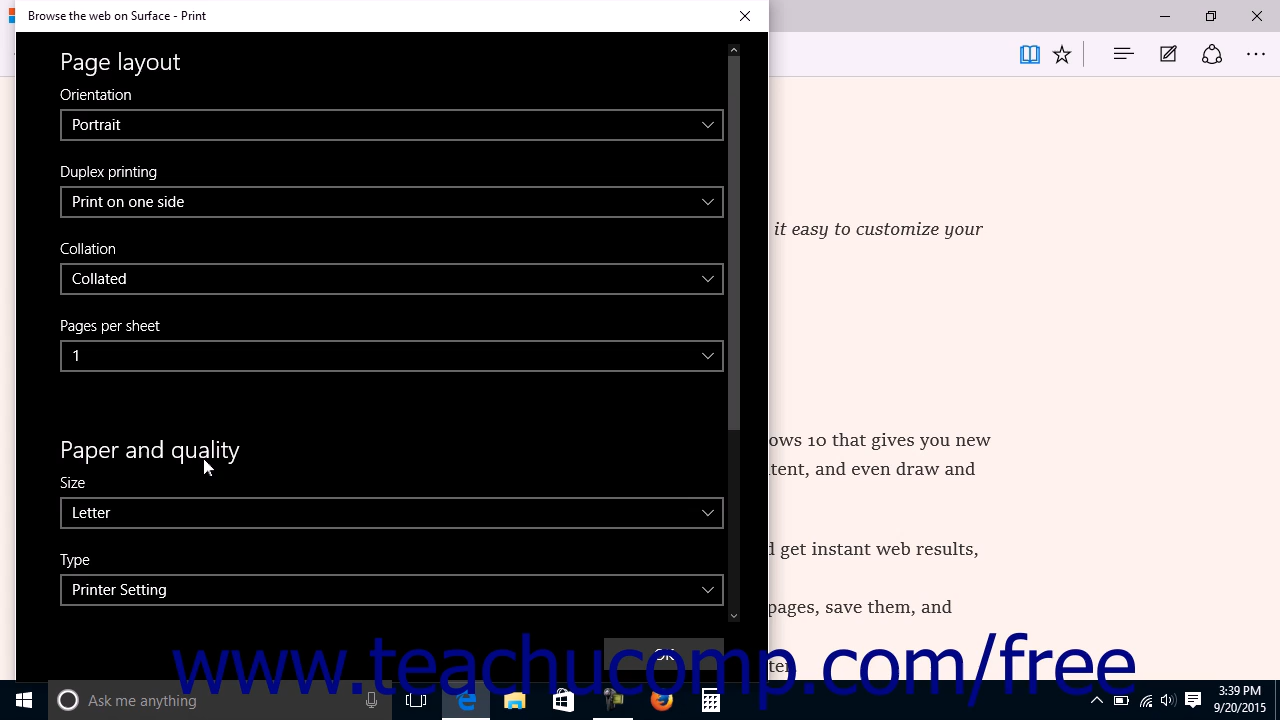 Browse the web on Surface - Print
Page layout
Orientation
Portrait
Duplex printing
Print on one side
it easy to customize your
Collation
Collated
Pages per sheet
1
ows 10 that gives you new
Paper and quality
tent, and even draw and
Size
Letter
d get instant web results,
Type
Printer Setting
pages, save them, and
OK
ter.
www.teachucomp.com/free
Ask me anything
3:39 PM
9/20/2015